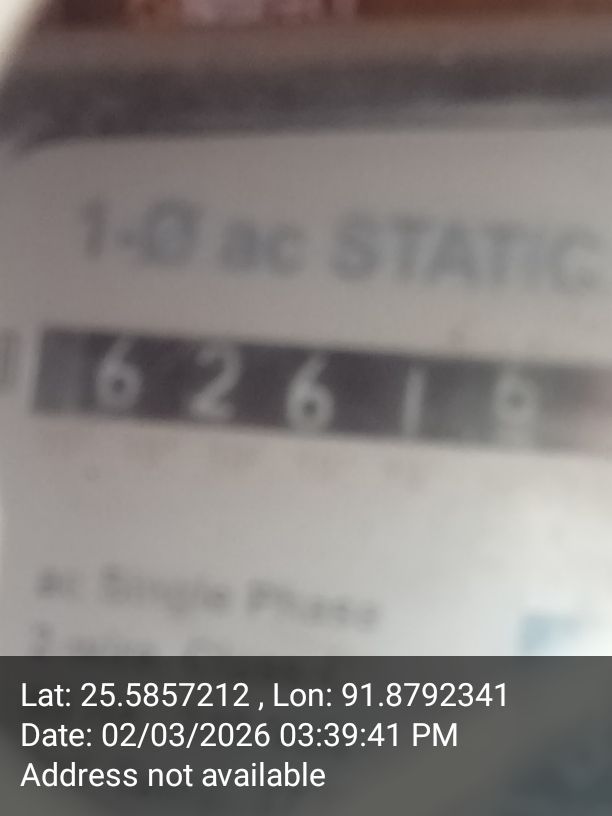 1-Ø ac STATIC
6 2 6 1
ac Single Phase
Lat: 25.5857212 , Lon: 91.8792341
Date: 02/03/2026 03:39:41 PM
Address not available